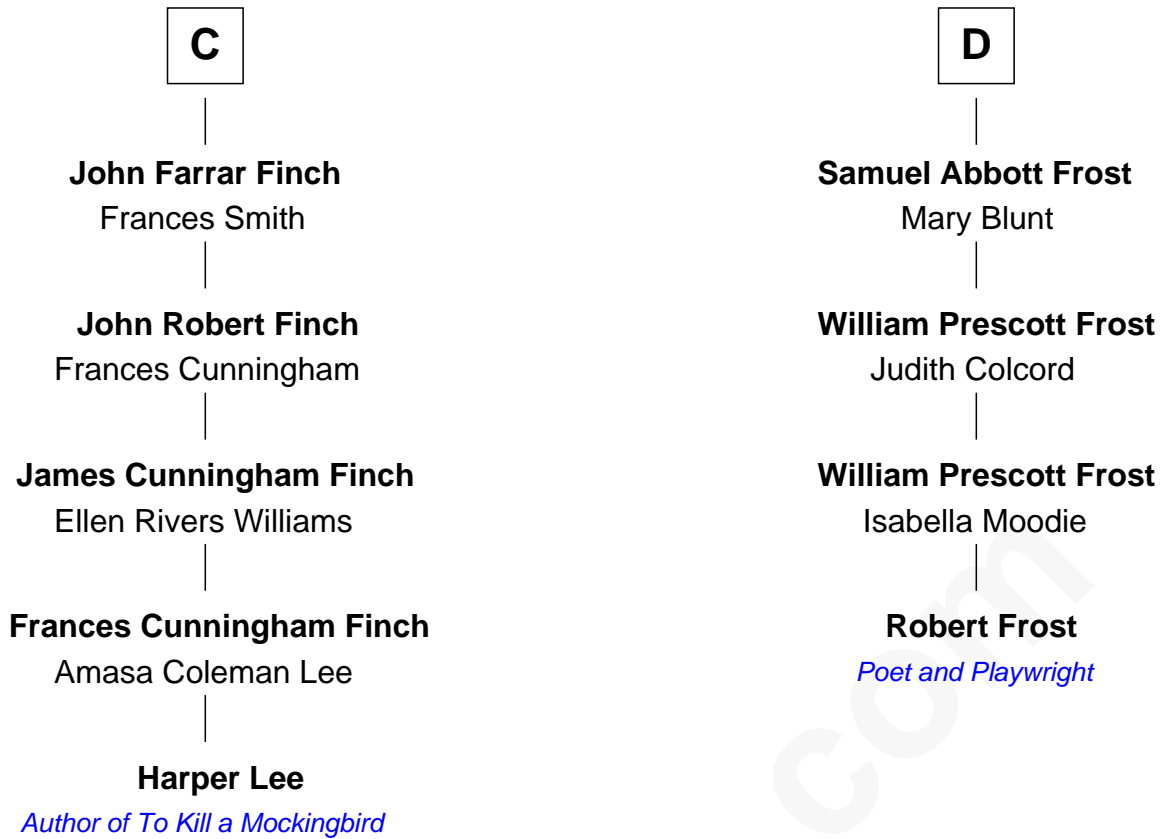 C
John Farrar Finch
Frances Smith
John Robert Finch
Frances Cunningham
James Cunningham Finch
Ellen Rivers Williams
Frances Cunningham Finch
Amasa Coleman Lee
Harper Lee
Author of To Kill a Mockingbird
D
Samuel Abbott Frost
Mary Blunt
William Prescott Frost
Judith Colcord
William Prescott Frost
Isabella Moodie
Robert Frost
Poet and Playwright
com